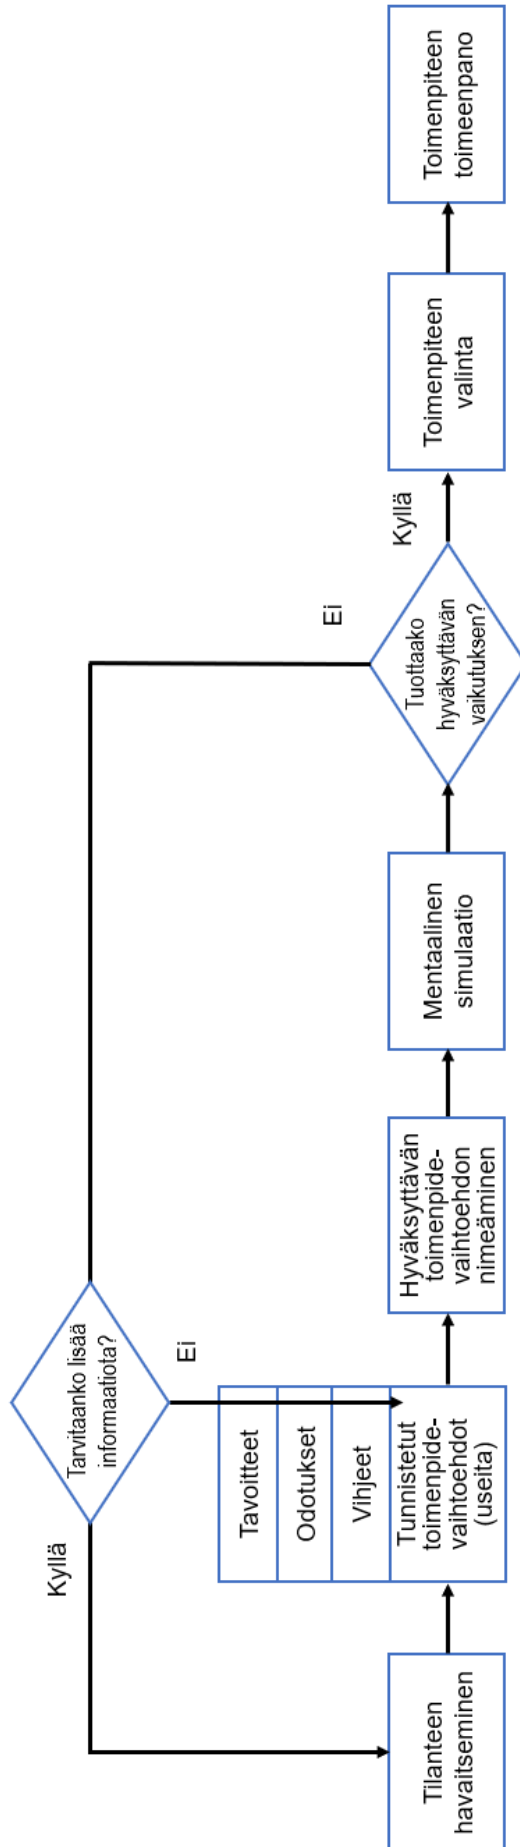 Tarvitaanko lisää
informaatiota?
Kyllä
Ei
Ei
Tilanteen
havaitseminen
Tavoitteet
Odotukset
Vihjeet
Tunnistetut
toimenpide-
vaihtoehdot
(useita)
Hyväksyttävän
toimenpide-
vaihtoehdon
nimeäminen
Mentaalinen
simulaatio
Tuottaako
hyväksyttävän
vaikutuksen?
Kyllä
Toimenpiteen
valinta
Toimenpiteen
toimeenpano